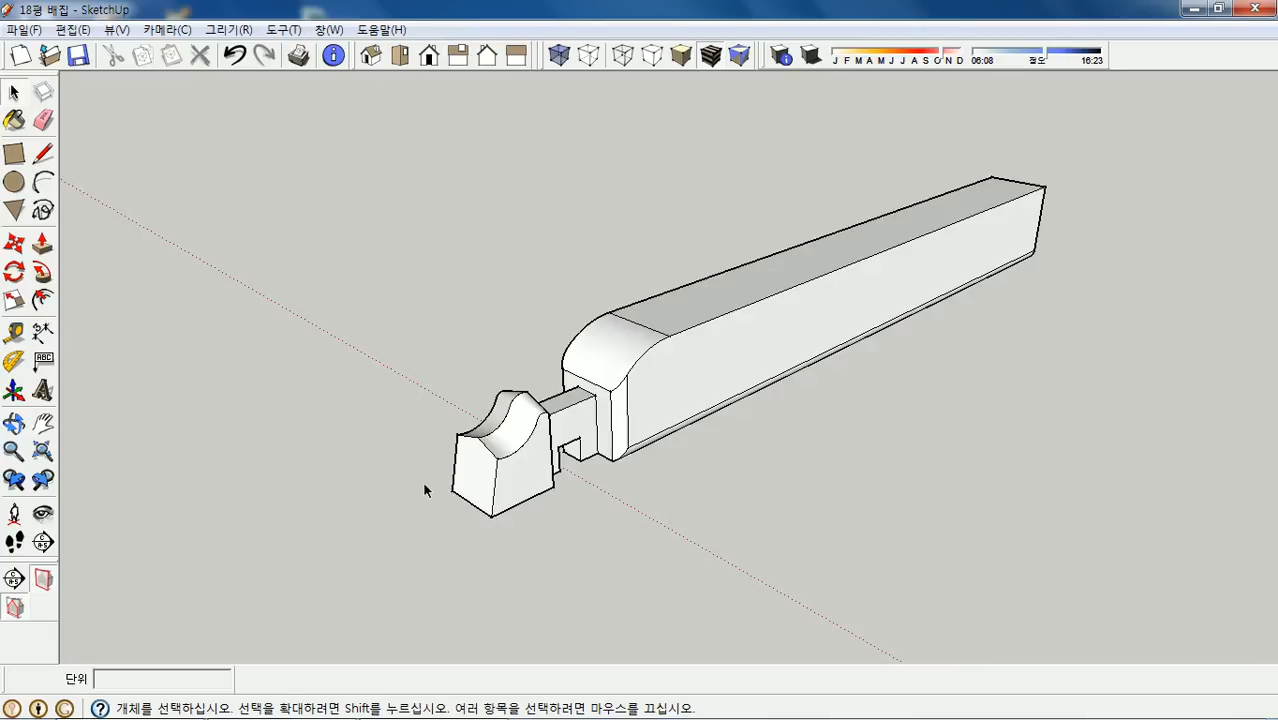 18평 배집 - SketchUp
파일(F) 편집(E) 뷰(V) 카메라(C) 그리기(R) 도구(T) 창(W) 도움말(H)
J F M A M J J A S O N D 06:08 정오 16:23
ABC
단위
개체를 선택하십시오. 선택을 확대하려면 Shift를 누르십시오. 여러 항목을 선택하려면 마우스를 끄십시오.